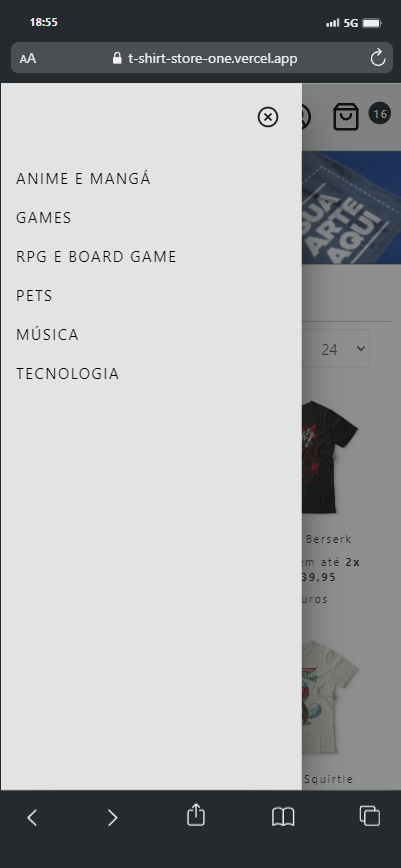 18:55
5G
AA
t-shirt-store-one.vercel.app
16
SUA
ARTE
AQUI
ANIME E MANGÁ
GAMES
RPG E BOARD GAME
PETS
MÚSICA
TECNOLOGIA
24
Berserk
em até 2x
39,95
uros
Squirtle